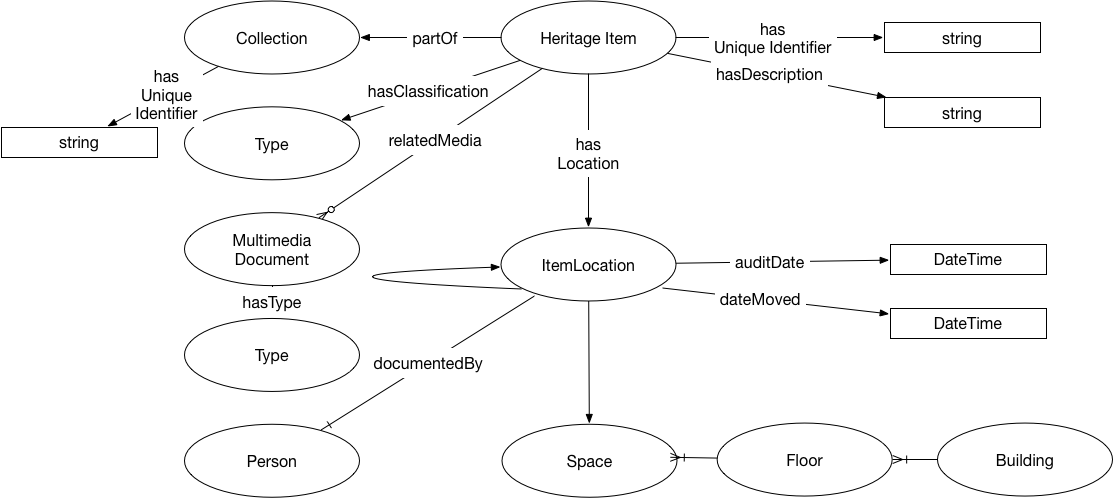 Collection
partOf
Heritage Item
has
Unique Identifier
string
hasDescription
string
has
Unique
Identifier
string
hasClassification
Type
relatedMedia
has
Location
Multimedia
Document
ItemLocation
auditDate
DateTime
dateMoved
DateTime
hasType
Type
documentedBy
Person
Space
Floor
Building